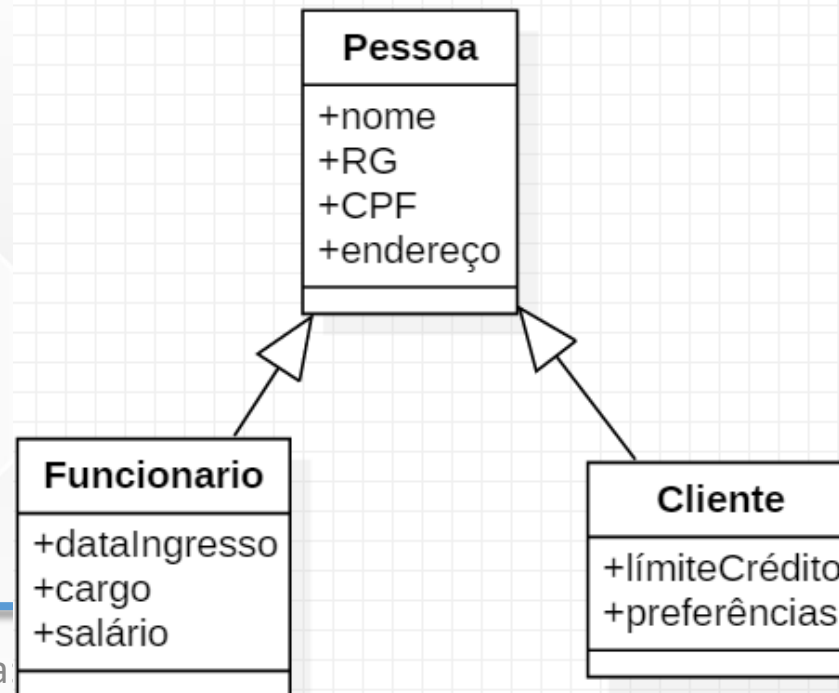 Pessoa
+nome
+RG
+CPF
+endereço
Funcionario
+dataIngresso
+cargo
+salário
Cliente
+límiteCrédito
+preferências
a